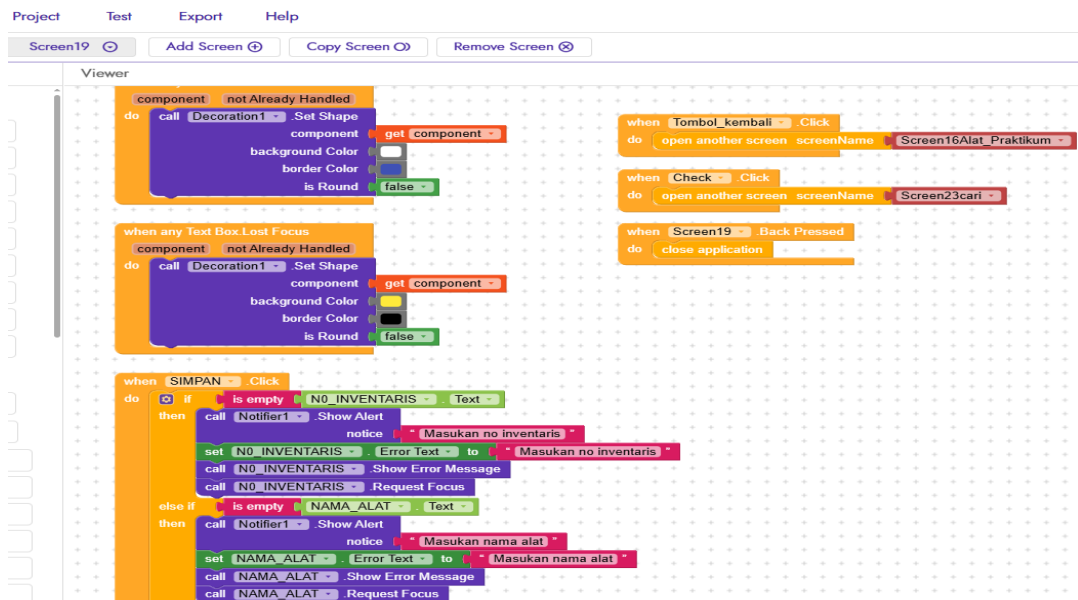 Project Test Export Help
Screen19 Add Screen Copy Screen Remove Screen
Viewer
component not Already Handled
do call Decoration1 .Set Shape
component get component
background Color
border Color
is Round false
when any Text Box.Lost Focus
component not Already Handled
do call Decoration1 .Set Shape
component get component
background Color
border Color
is Round false
when SIMPAN .Click
do if is empty N0_INVENTARIS . Text
then call Notifier1 .Show Alert
notice " Masukan no inventaris "
set N0_INVENTARIS . Error Text to " Masukan no inventaris "
call N0_INVENTARIS .Show Error Message
call N0_INVENTARIS .Request Focus
else if is empty NAMA_ALAT . Text
then call Notifier1 .Show Alert
notice " Masukan nama alat "
set NAMA_ALAT . Error Text to " Masukan nama alat "
call NAMA_ALAT .Show Error Message
call NAMA_ALAT .Request Focus
when Tombol_kembali .Click
do open another screen screenName Screen16Alat_Praktikum
when Check .Click
do open another screen screenName Screen23cari
when Screen19 .Back Pressed
do close application